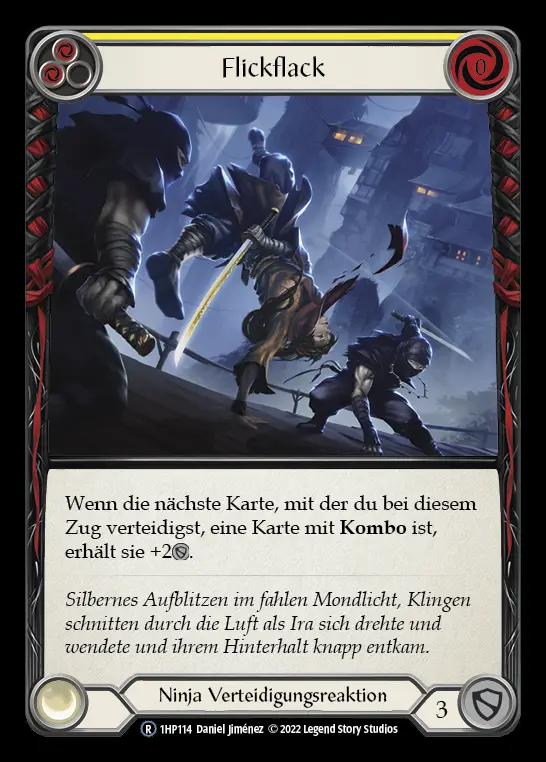 Flickflack
0
Wenn die nächste Karte, mit der du bei diesem
Zug verteidigst, eine Karte mit Kombo ist,
erhält sie +2.
Silbernes Aufblitzen im fahlen Mondlicht, Klingen
schnitten durch die Luft als Ira sich drehte und
wendete und ihrem Hinterhalt knapp entkam.
Ninja Verteidigungsreaktion
3
R 1HP114 Daniel Jiménez © 2022 Legend Story Studios